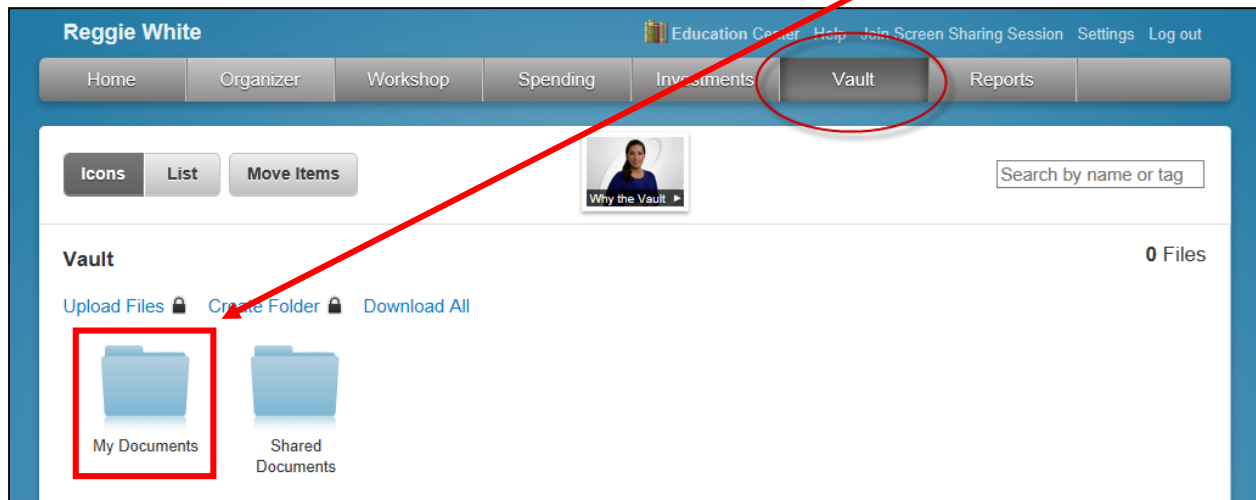 Reggie White
Education Center Help Join Screen Sharing Session Settings Log out
Home Organizer Workshop Spending Investments Vault Reports
Icons List Move Items
Why the Vault
Search by name or tag
Vault
0 Files
Upload Files Create Folder Download All
My Documents
Shared
Documents